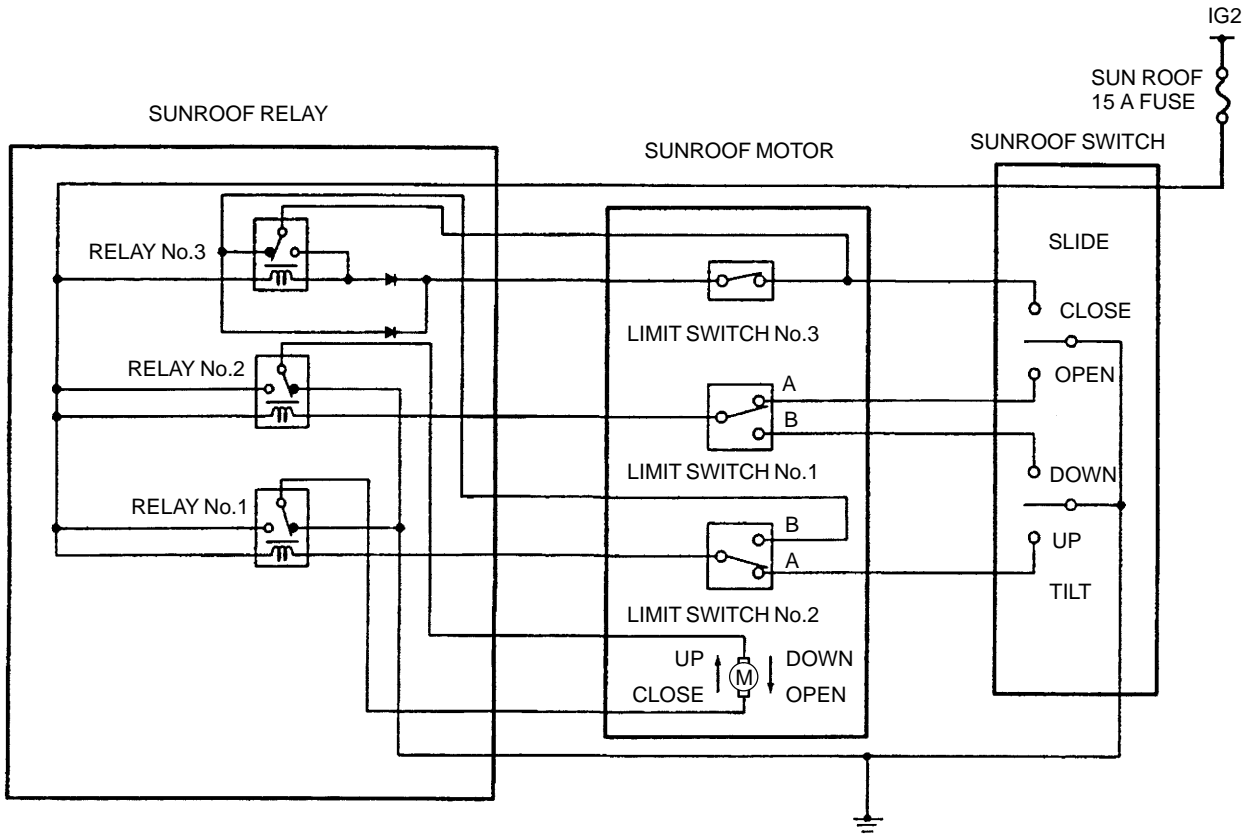 IG2
SUN ROOF
15 A FUSE
SUNROOF RELAY
SUNROOF MOTOR
SUNROOF SWITCH
RELAY No.3
SLIDE
CLOSE
LIMIT SWITCH No.3
RELAY No.2
OPEN
A
B
LIMIT SWITCH No.1
DOWN
RELAY No.1
B
A
UP
LIMIT SWITCH No.2
TILT
UP
M
DOWN
CLOSE
OPEN